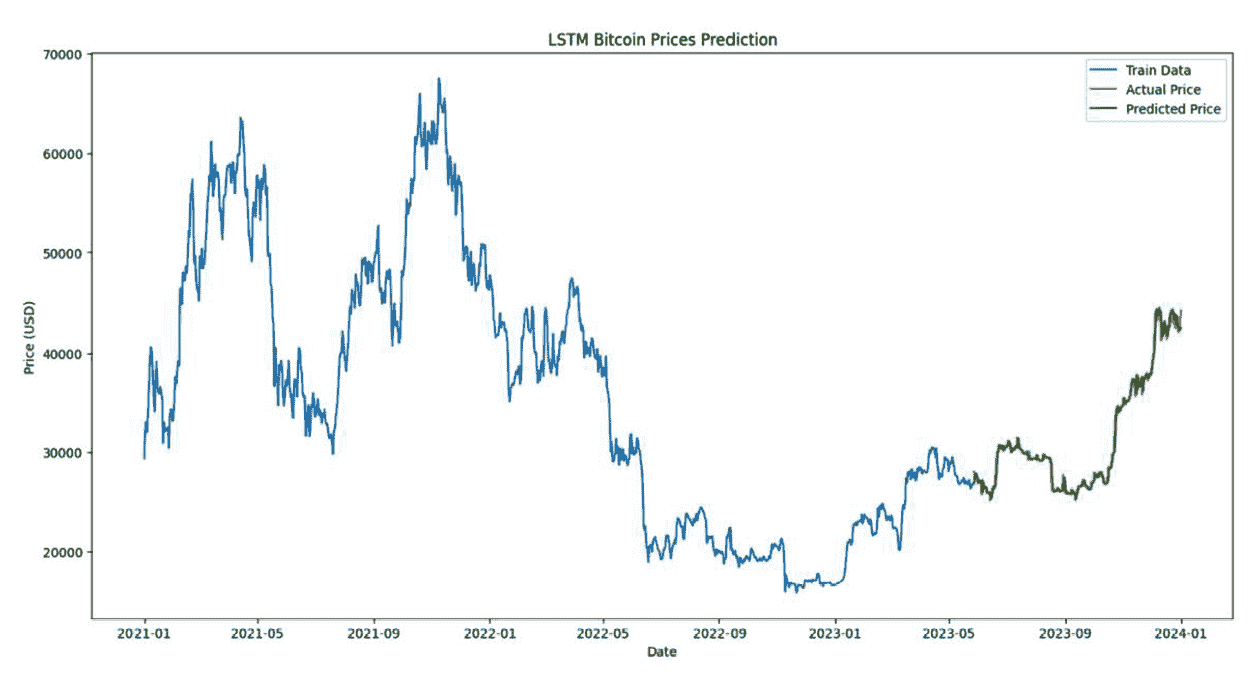 LSTM Bitcoin Prices Prediction
Train Data
Actual Price
Predicted Price
70000
60000
50000
40000
30000
20000
Price (USD)
2021-01 2021-05 2021-09 2022-01 2022-05 2022-09 2023-01 2023-05 2023-09 2024-01
Date